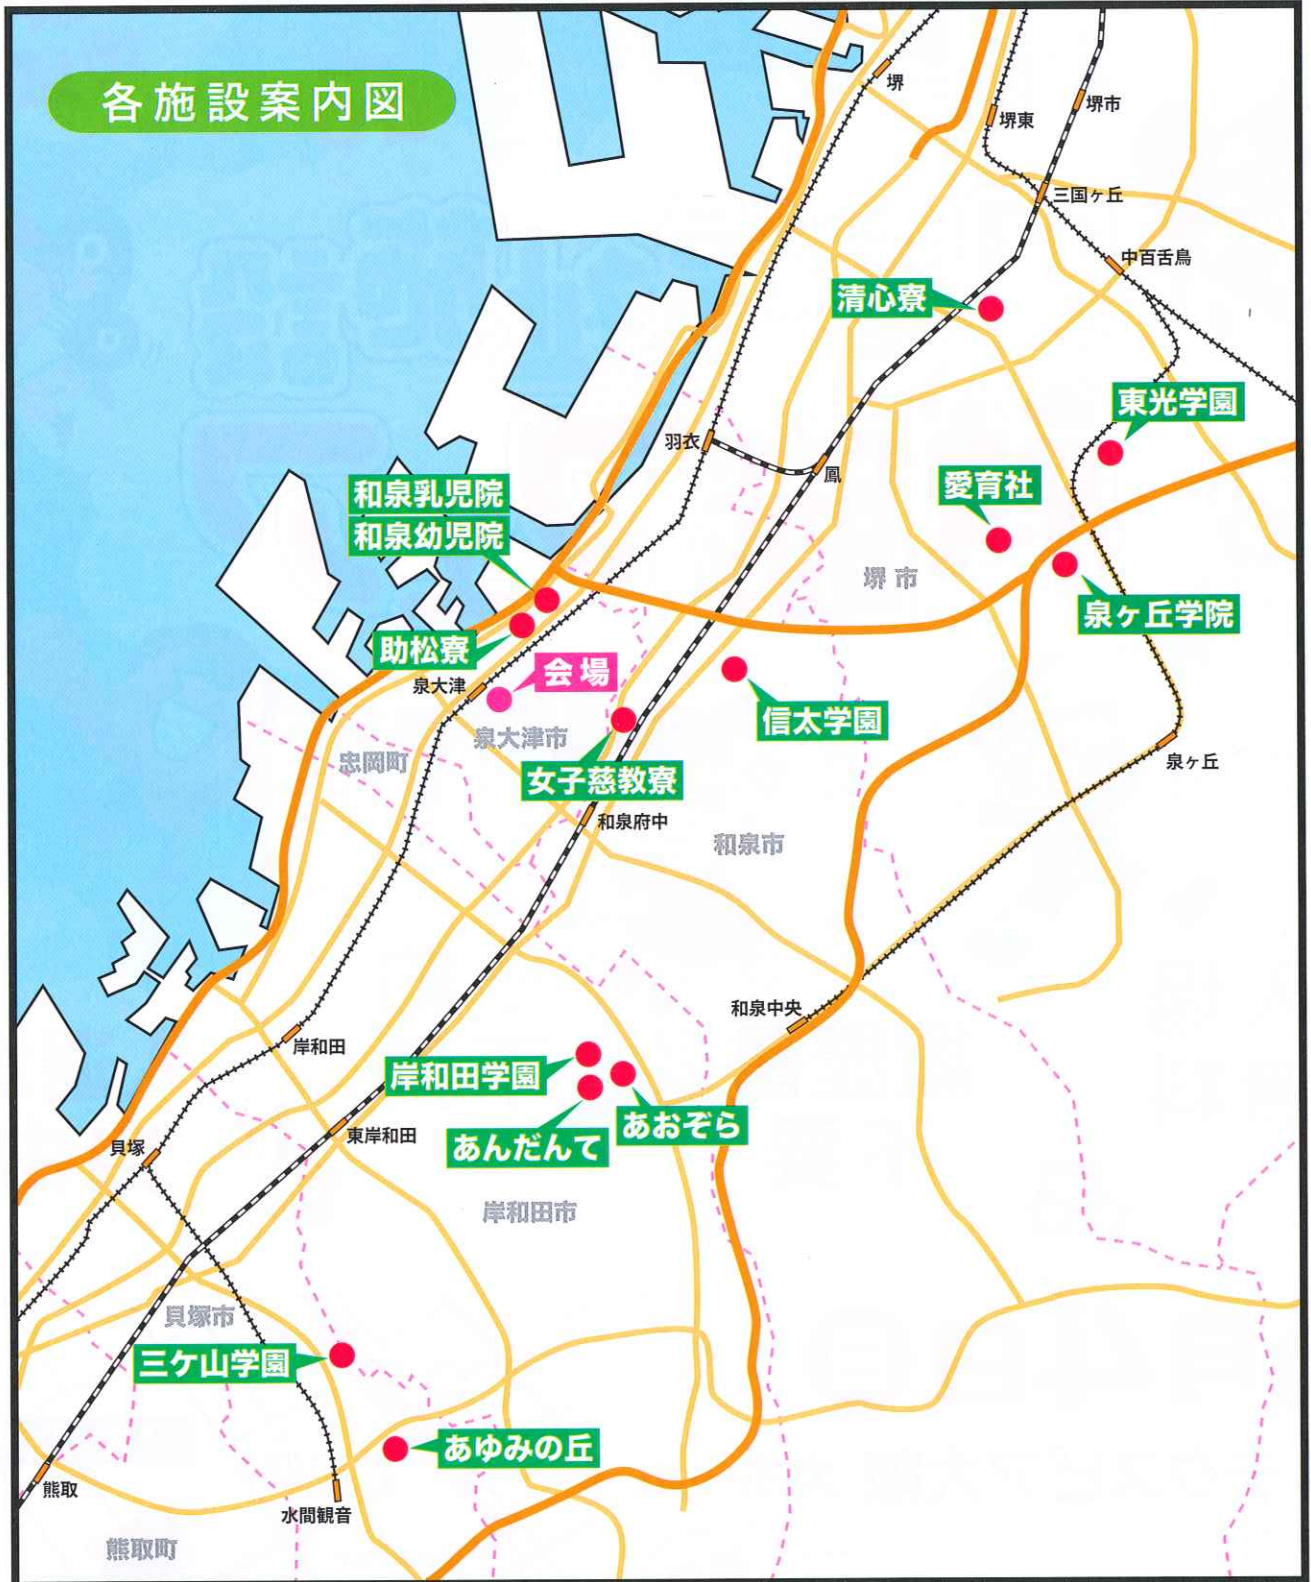 各施設案内図
堺
堺市
堺東
三国ヶ丘
中百舌鳥
清心寮
東光学園
羽衣
鳳
愛育社
和泉乳児院
和泉幼児院
堺市
泉ヶ丘学院
助松寮
会場
泉大津
信太学園
泉大津市
忠岡町
泉ヶ丘
女子慈教寮
和泉府中
和泉市
和泉中央
岸和田
岸和田学園
あおぞら
東岸和田
あんだんて
貝塚
岸和田市
貝塚市
三ケ山学園
あゆみの丘
熊取
水間観音
熊取町